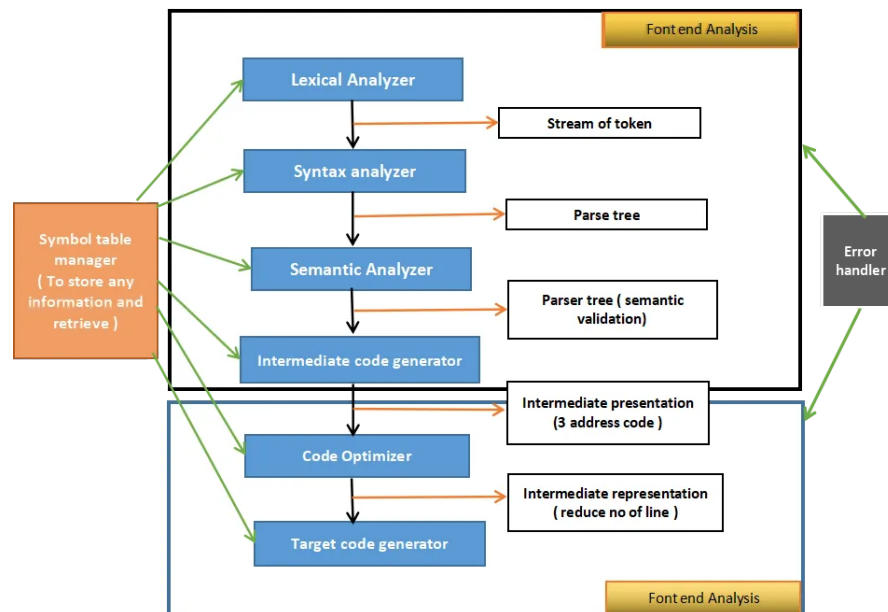 Font end Analysis
Lexical Analyzer
Stream of token
Syntax analyzer
Parse tree
Symbol table
manager
( To store any
information and
retrieve )
Error
handler
Semantic Analyzer
Parser tree ( semantic
validation)
Intermediate code generator
Intermediate presentation
(3 address code )
Code Optimizer
Intermediate representation
( reduce no of line )
Target code generator
Font end Analysis